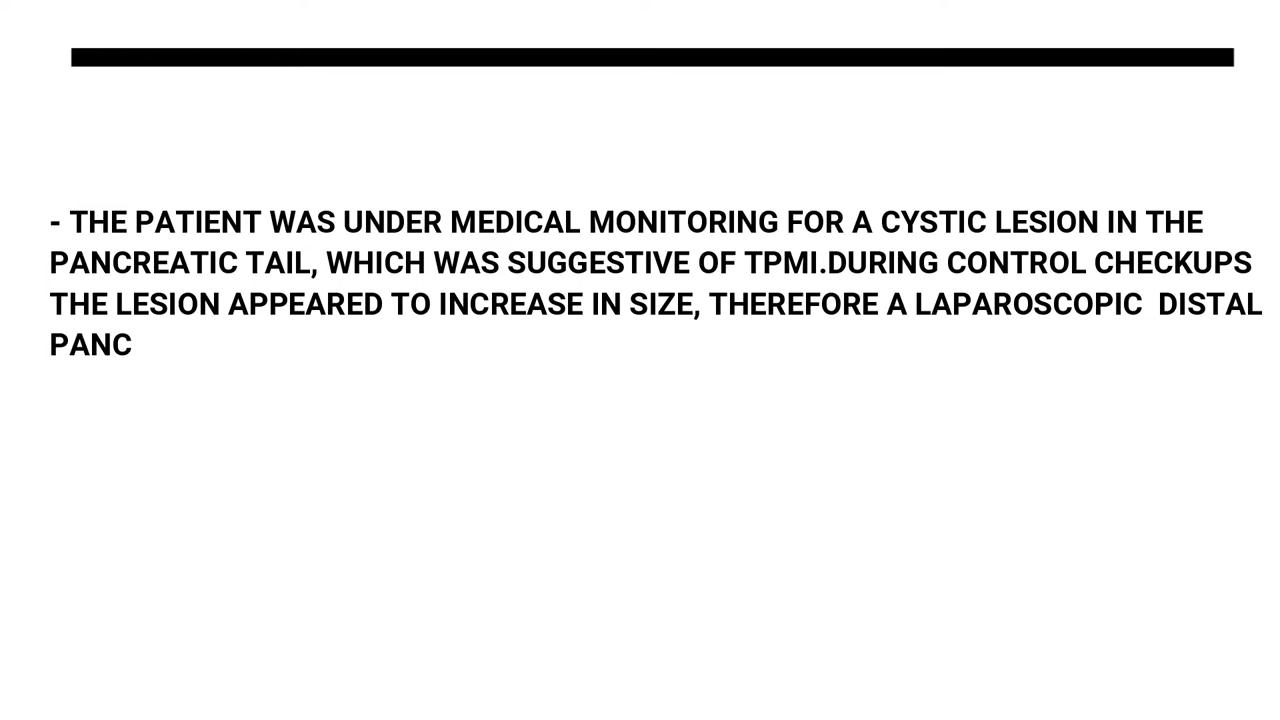 - THE PATIENT WAS UNDER MEDICAL MONITORING FOR A CYSTIC LESION IN THE
PANCREATIC TAIL, WHICH WAS SUGGESTIVE OF TPMI.DURING CONTROL CHECKUPS
THE LESION APPEARED TO INCREASE IN SIZE, THEREFORE A LAPAROSCOPIC  DISTAL
PANC